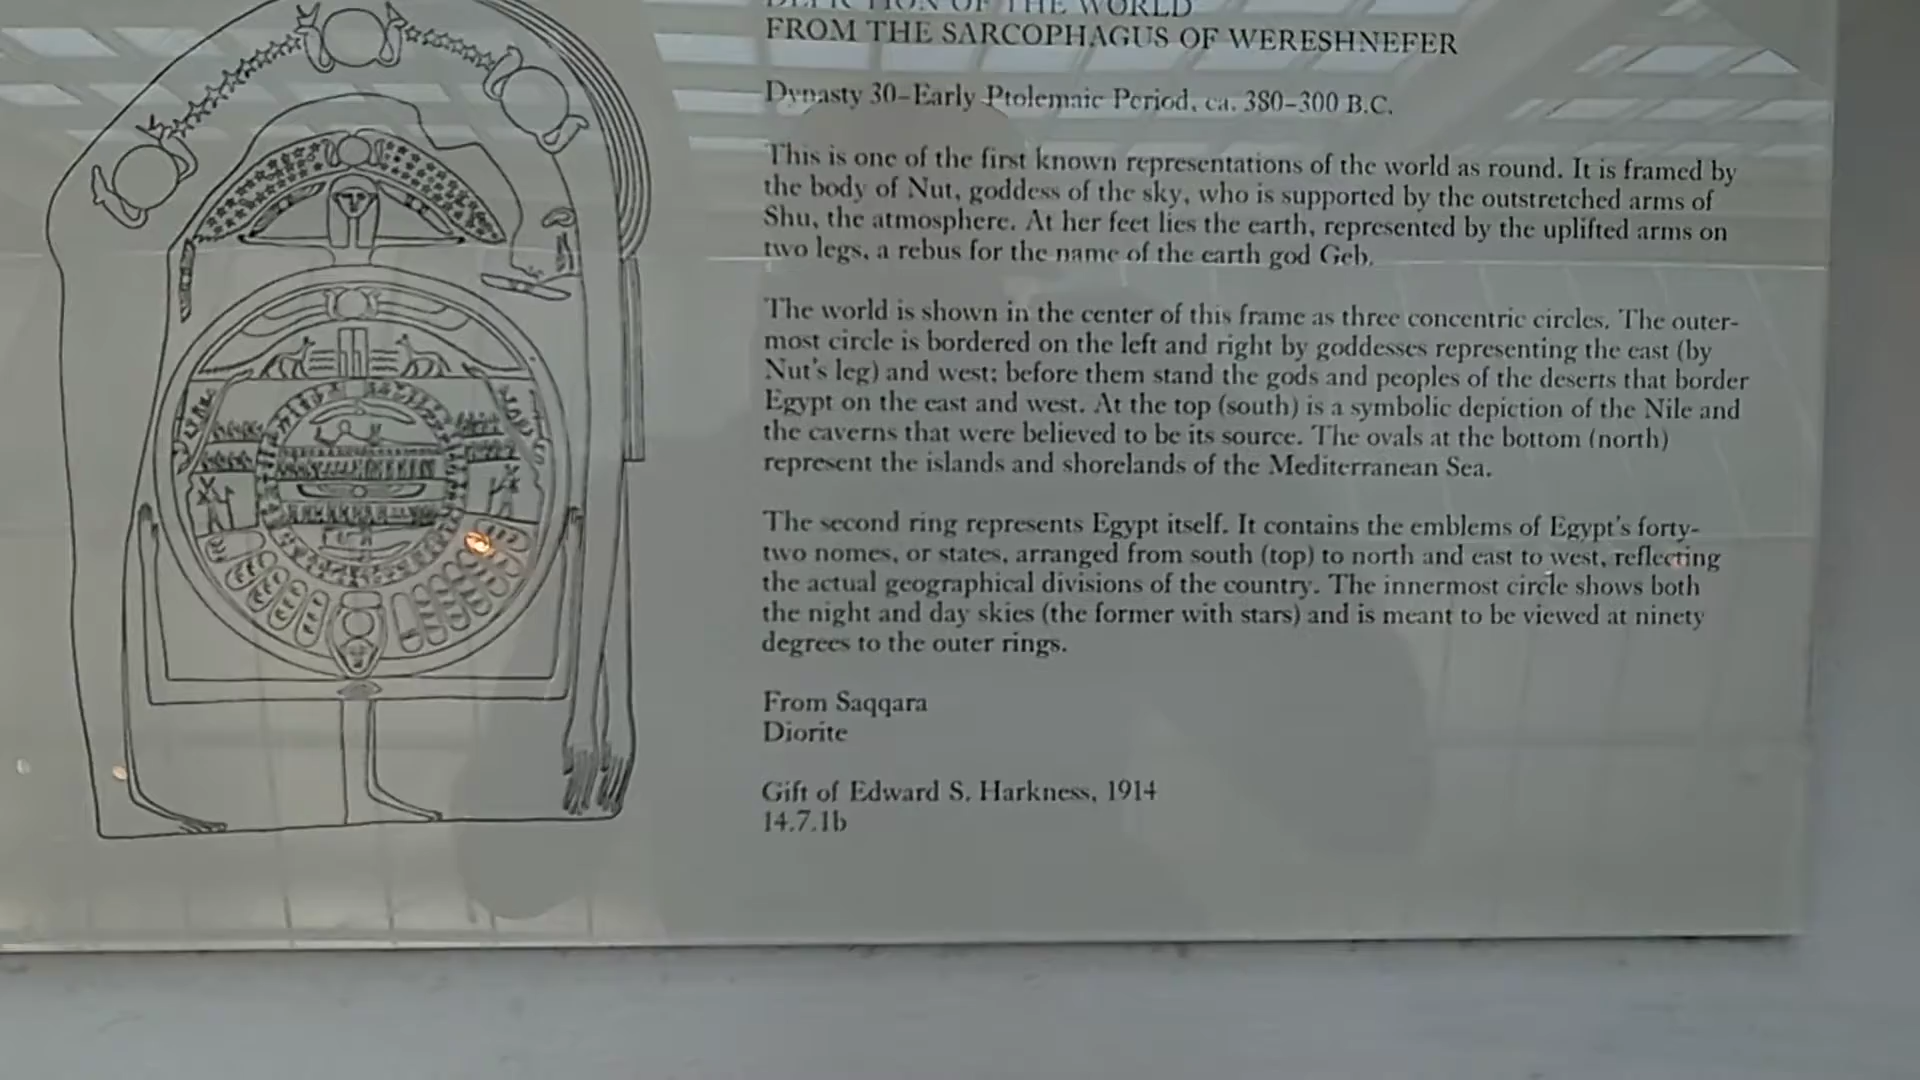 DEPICTION OF THE WORLD
FROM THE SARCOPHAGUS OF WERESHNEFER
Dynasty 30–Early Ptolemaic Period, ca. 380–300 B.C.
This is one of the first known representations of the world as round. It is framed by
the body of Nut, goddess of the sky, who is supported by the outstretched arms of
Shu, the atmosphere. At her feet lies the earth, represented by the uplifted arms on
two legs, a rebus for the name of the earth god Geb.
The world is shown in the center of this frame as three concentric circles. The outer-
most circle is bordered on the left and right by goddesses representing the east (by
Nut's leg) and west; before them stand the gods and peoples of the deserts that border
Egypt on the east and west. At the top (south) is a symbolic depiction of the Nile and
the caverns that were believed to be its source. The ovals at the bottom (north)
represent the islands and shorelands of the Mediterranean Sea.
The second ring represents Egypt itself. It contains the emblems of Egypt's forty-
two nomes, or states, arranged from south (top) to north and east to west, reflecting
the actual geographical divisions of the country. The innermost circle shows both
the night and day skies (the former with stars) and is meant to be viewed at ninety
degrees to the outer rings.
From Saqqara
Diorite
Gift of Edward S. Harkness, 1914
14.7.1b